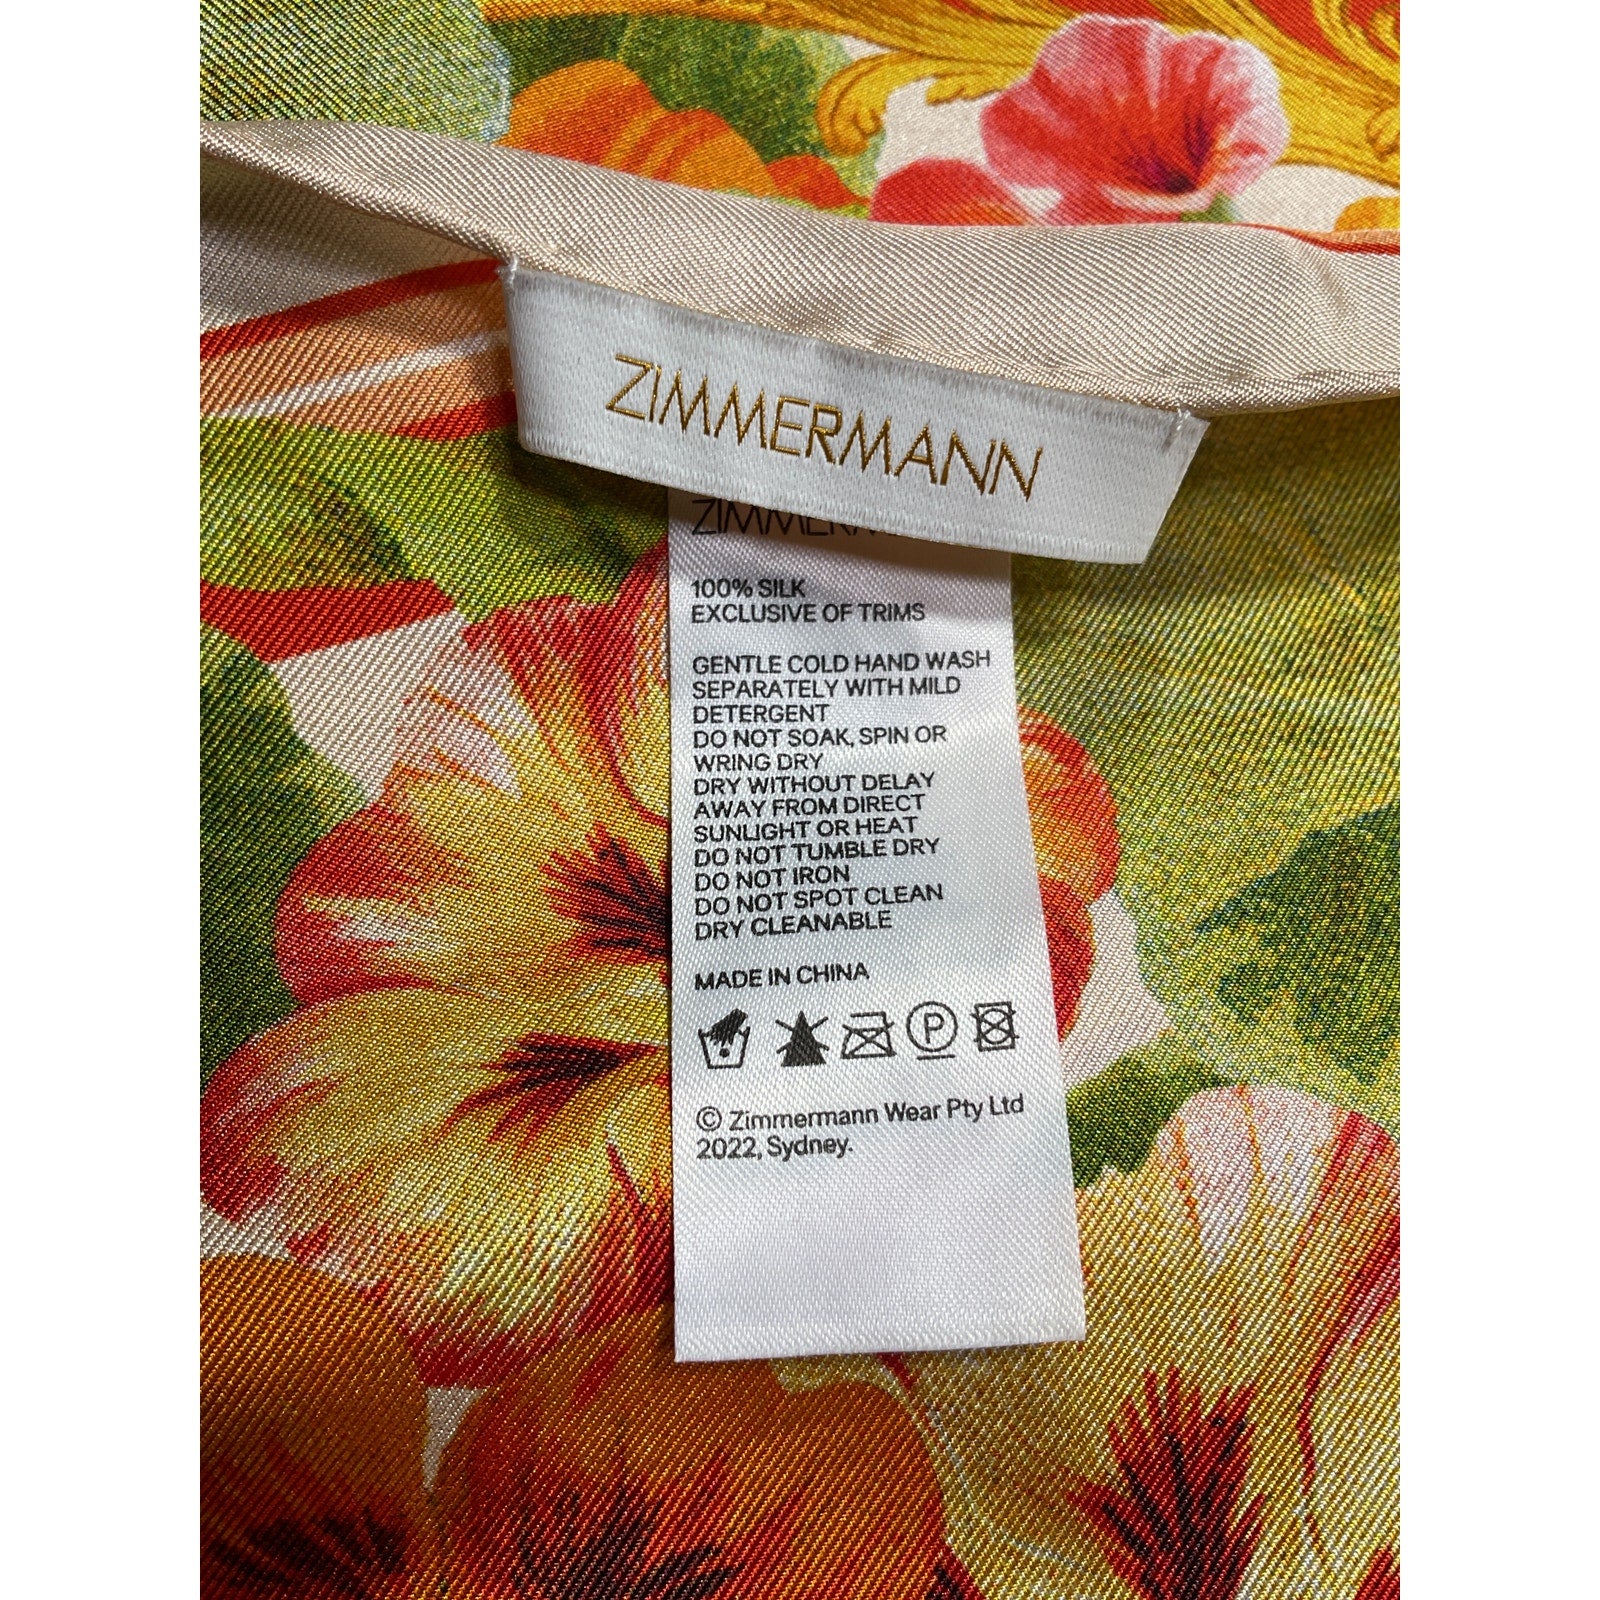 ZIMMERMANN
100% SILK
EXCLUSIVE OF TRIMS
GENTLE COLD HAND WASH
SEPARATELY WITH MILD
DETERGENT
DO NOT SOAK, SPIN OR
WRING DRY
DRY WITHOUT DELAY
AWAY FROM DIRECT
SUNLIGHT OR HEAT
DO NOT TUMBLE DRY
DO NOT IRON
DO NOT SPOT CLEAN
DRY CLEANABLE
MADE IN CHINA
P
© Zimmermann Wear Pty Ltd
2022, Sydney.